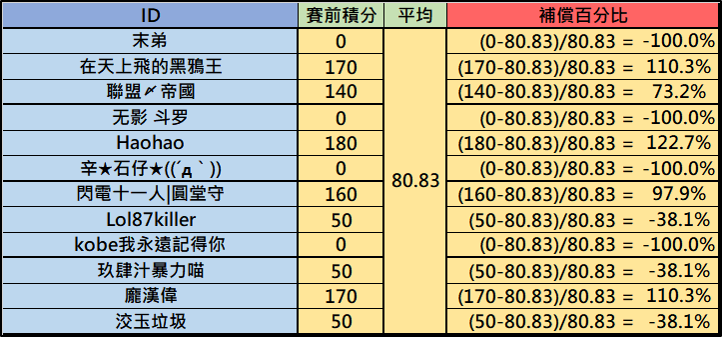 ID 賽前積分 平均 補償百分比
末弟 0 (0-80.83)/80.83 = -100.0%
在天上飛的黑鴉王 170 (170-80.83)/80.83 = 110.3%
聯盟〆帝國 140 (140-80.83)/80.83 = 73.2%
无影 斗罗 0 (0-80.83)/80.83 = -100.0%
Haohao 180 (180-80.83)/80.83 = 122.7%
辛★石仔★((´д｀)) 0 (0-80.83)/80.83 = -100.0%
80.83
閃電十一人|圓堂守 160 (160-80.83)/80.83 = 97.9%
Lol87killer 50 (50-80.83)/80.83 = -38.1%
kobe我永遠記得你 0 (0-80.83)/80.83 = -100.0%
玖肆汁暴力喵 50 (50-80.83)/80.83 = -38.1%
龐漢偉 170 (170-80.83)/80.83 = 110.3%
洨玉垃圾 50 (50-80.83)/80.83 = -38.1%